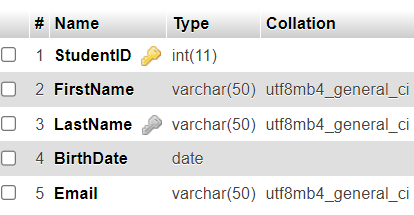 # Name Type Collation
1 StudentID int(11)
2 FirstName varchar(50) utf8mb4_general_ci
3 LastName varchar(50) utf8mb4_general_ci
4 BirthDate date
5 Email varchar(50) utf8mb4_general_ci